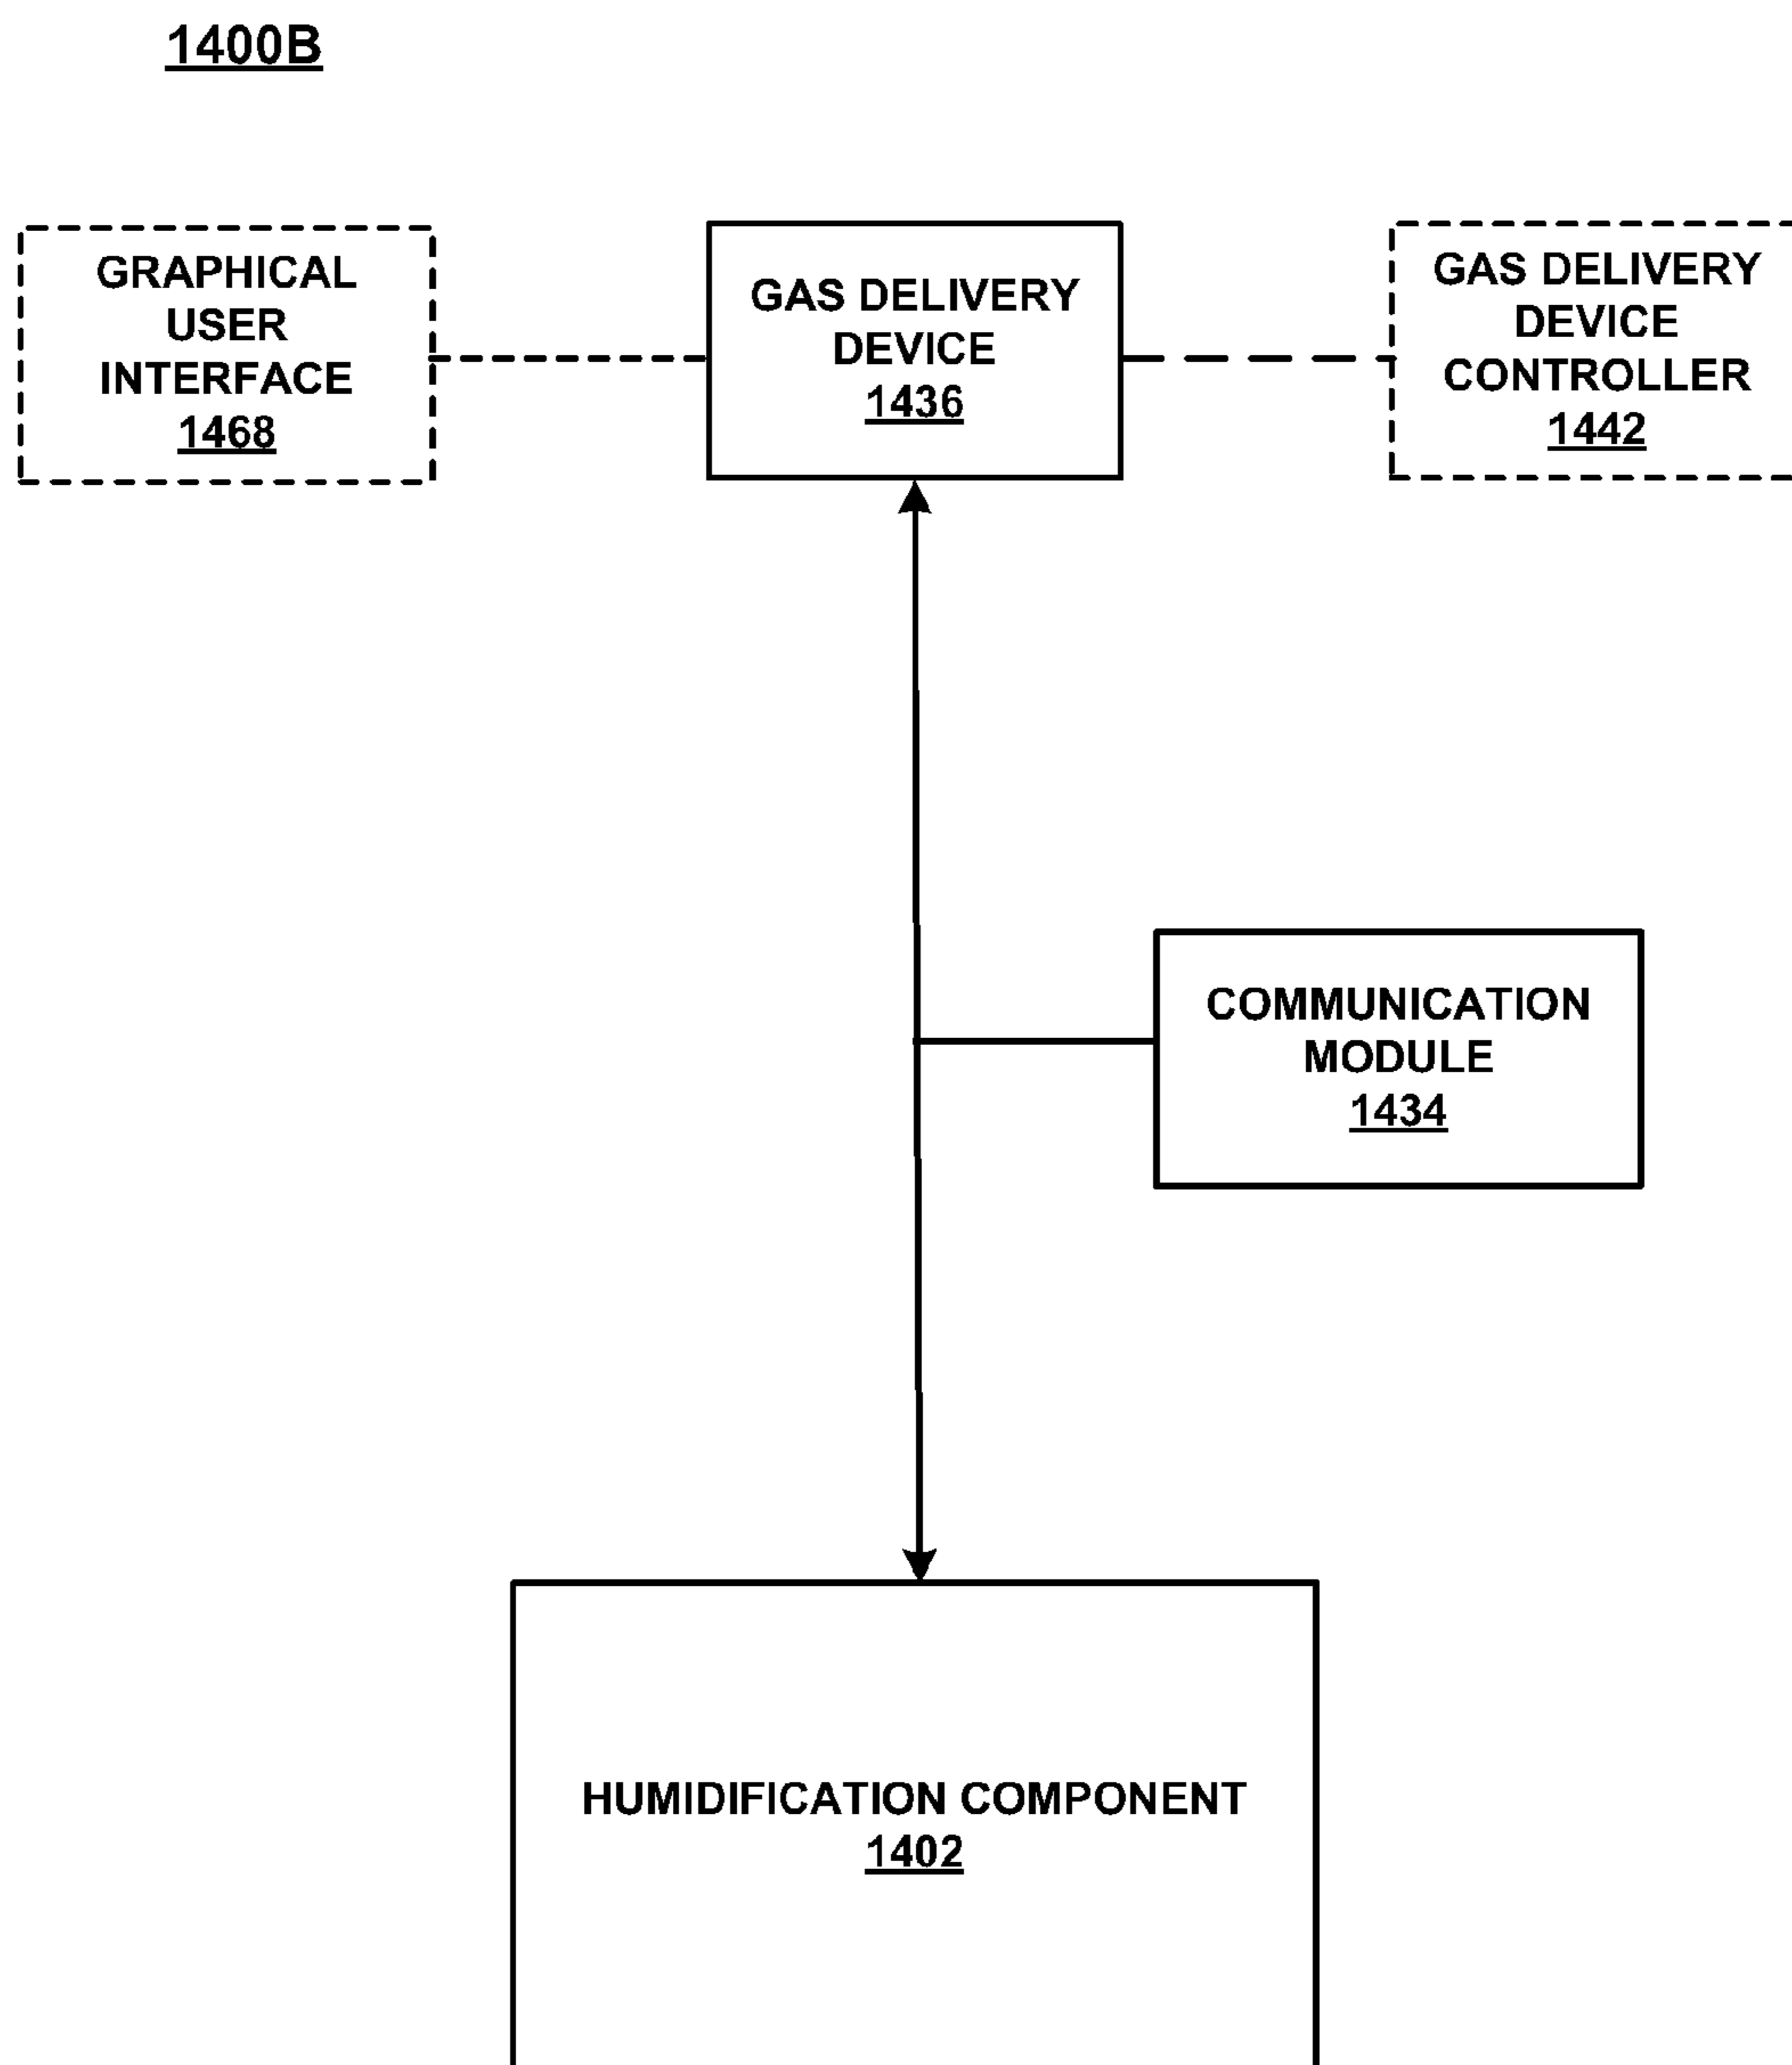 1400B
GRAPHICAL
USER
INTERFACE
1468
GAS DELIVERY
DEVICE
1436
GAS DELIVERY
DEVICE
CONTROLLER
1442
COMMUNICATION
MODULE
1434
HUMIDIFICATION COMPONENT
1402